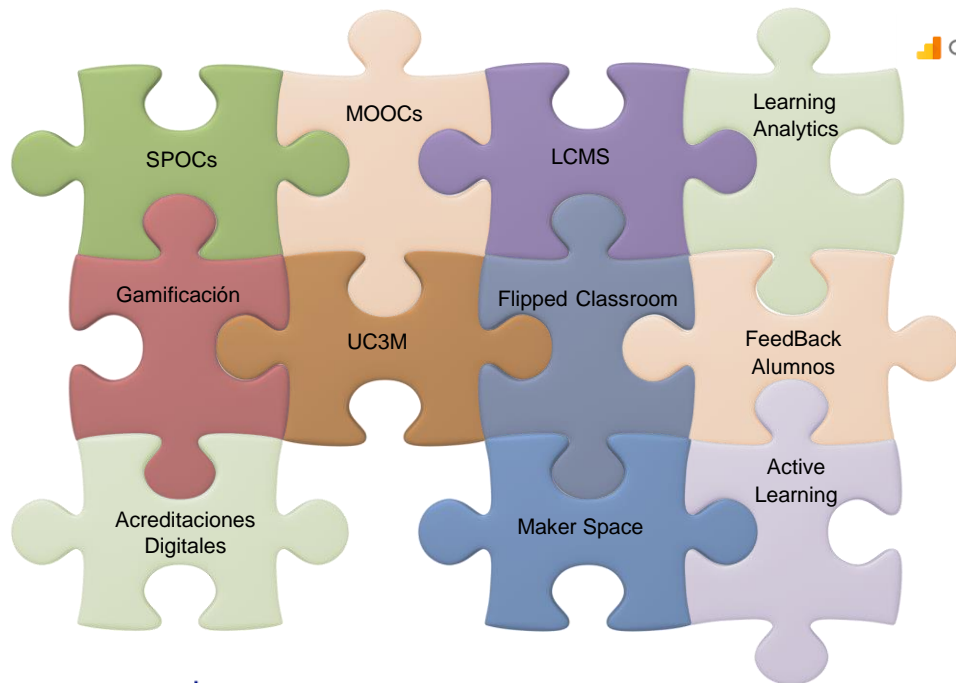 SPOCs
MOOCs
LCMS
Learning
Analytics
Gamificación
UC3M
Flipped Classroom
FeedBack
Alumnos
Acreditaciones
Digitales
Maker Space
Active
Learning